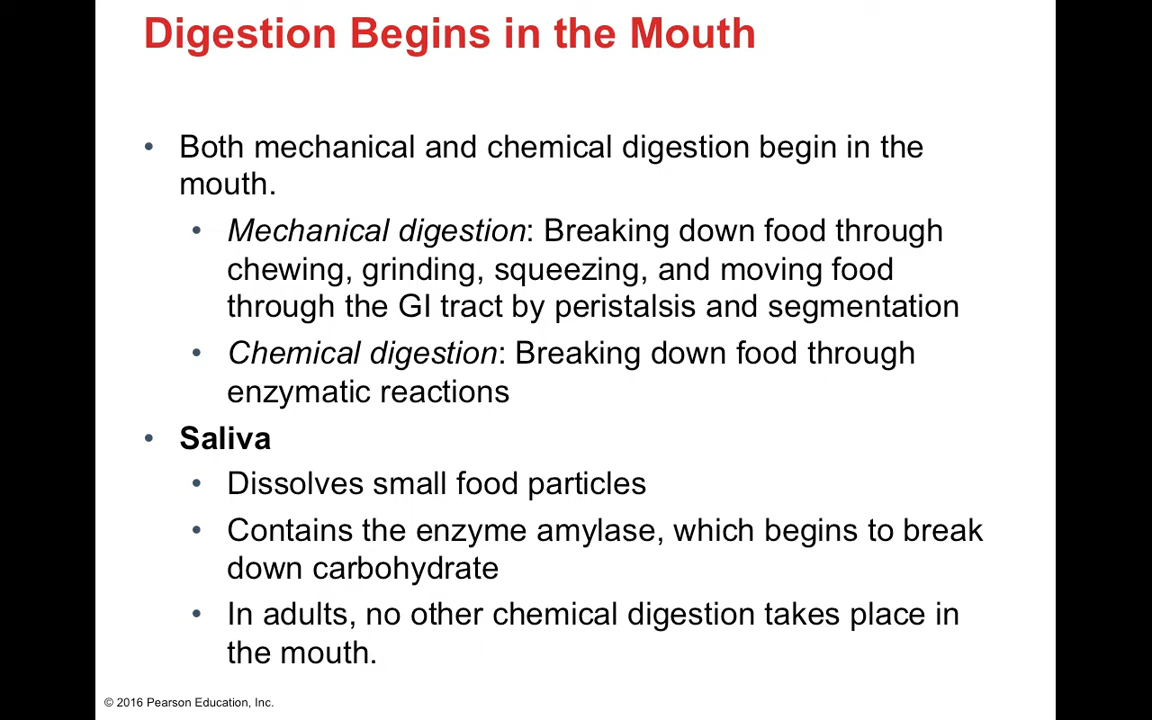 Digestion Begins in the Mouth
• Both mechanical and chemical digestion begin in the
mouth.
• Mechanical digestion: Breaking down food through
chewing, grinding, squeezing, and moving food
through the GI tract by peristalsis and segmentation
• Chemical digestion: Breaking down food through
enzymatic reactions
• Saliva
• Dissolves small food particles
• Contains the enzyme amylase, which begins to break
down carbohydrate
• In adults, no other chemical digestion takes place in
the mouth.
© 2016 Pearson Education, Inc.